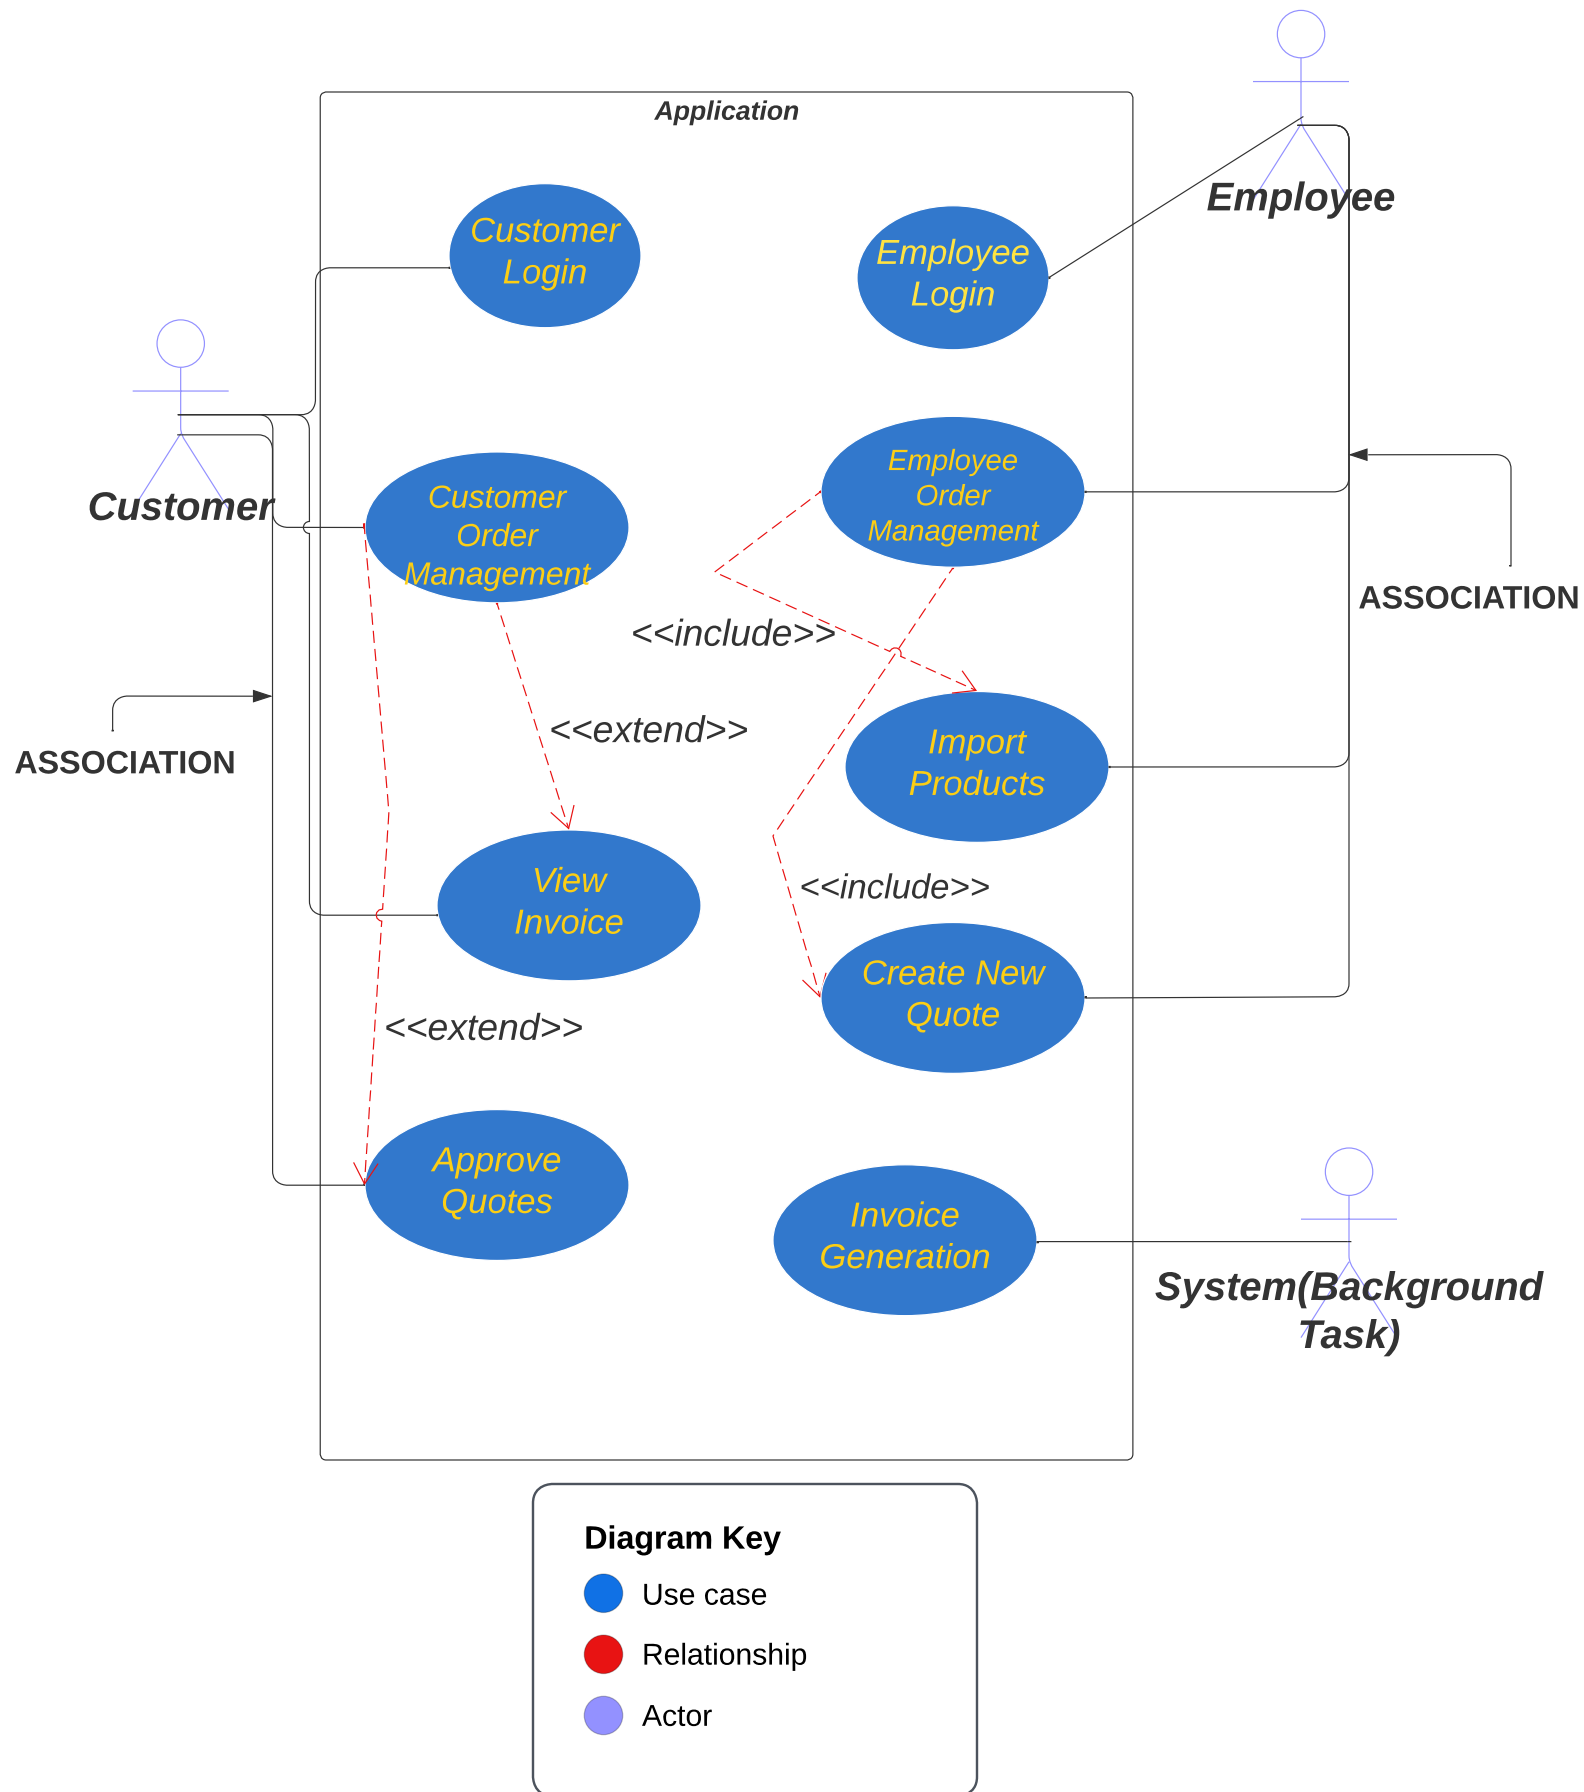 Application
Employee
Customer
Login
Employee
Login
Customer
Employee
Order
Management
Customer
Order
Management
ASSOCIATION
<<include>>
<<extend>>
ASSOCIATION
Import
Products
View
Invoice
<<include>>
Create New
Quote
<<extend>>
Approve
Quotes
Invoice
Generation
System(Background
Task)
Diagram Key
Use case
Relationship
Actor